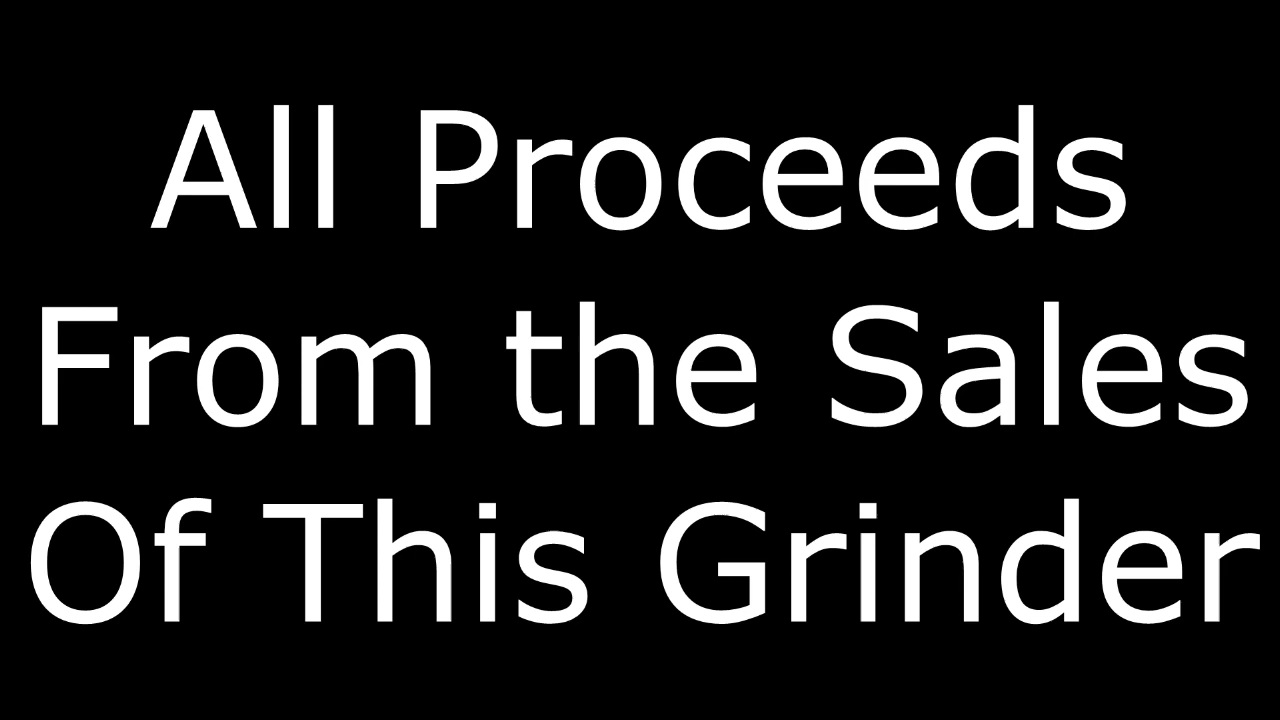 All Proceeds
From the Sales
Of This Grinder